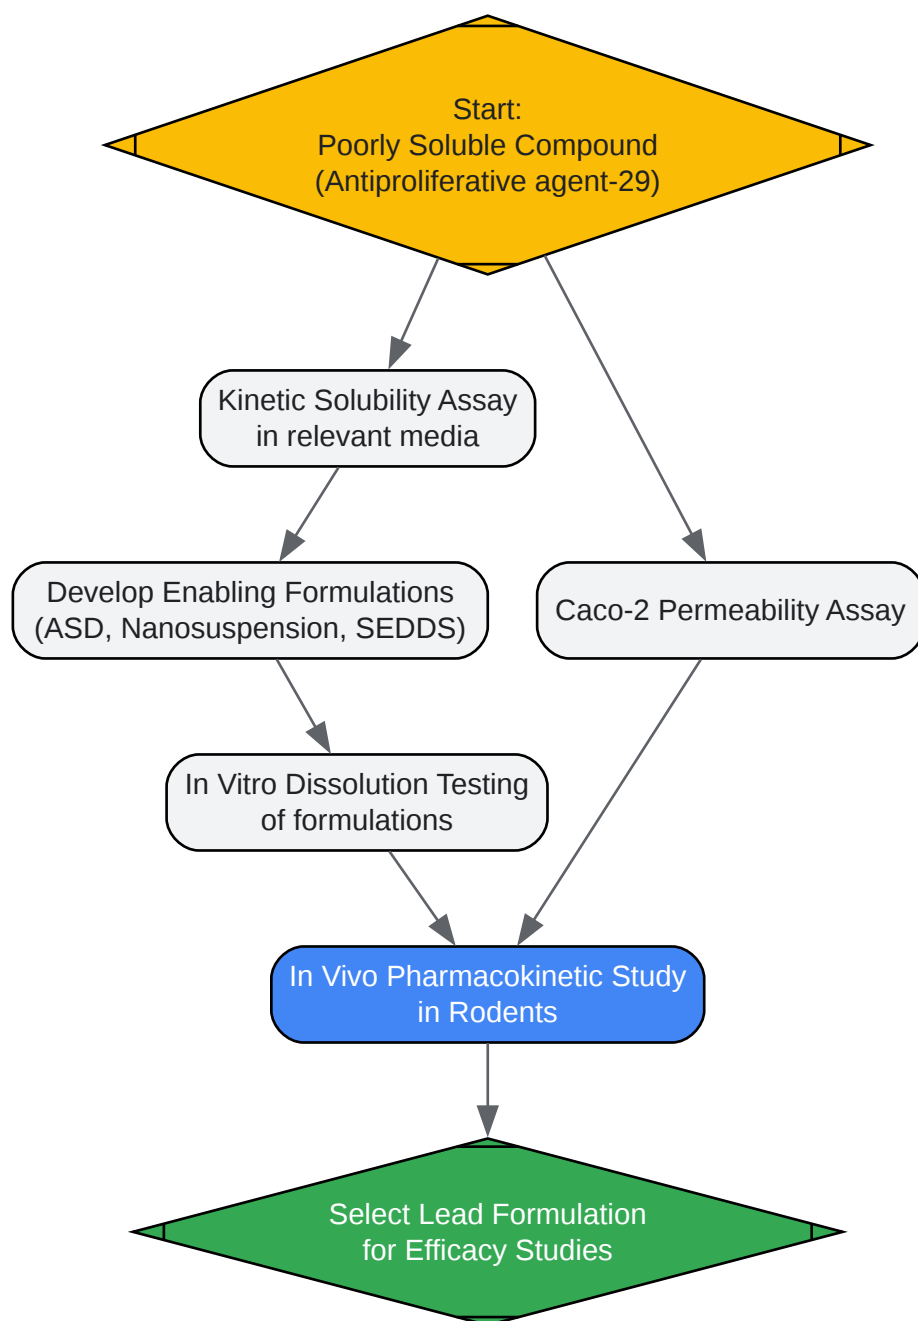 Start:
Poorly Soluble Compound
(Antiproliferative agent-29)
Kinetic Solubility Assay
in relevant media
Develop Enabling Formulations
(ASD, Nanosuspension, SEDDS)
Caco-2 Permeability Assay
In Vitro Dissolution Testing
of formulations
In Vivo Pharmacokinetic Study
in Rodents
Select Lead Formulation
for Efficacy Studies